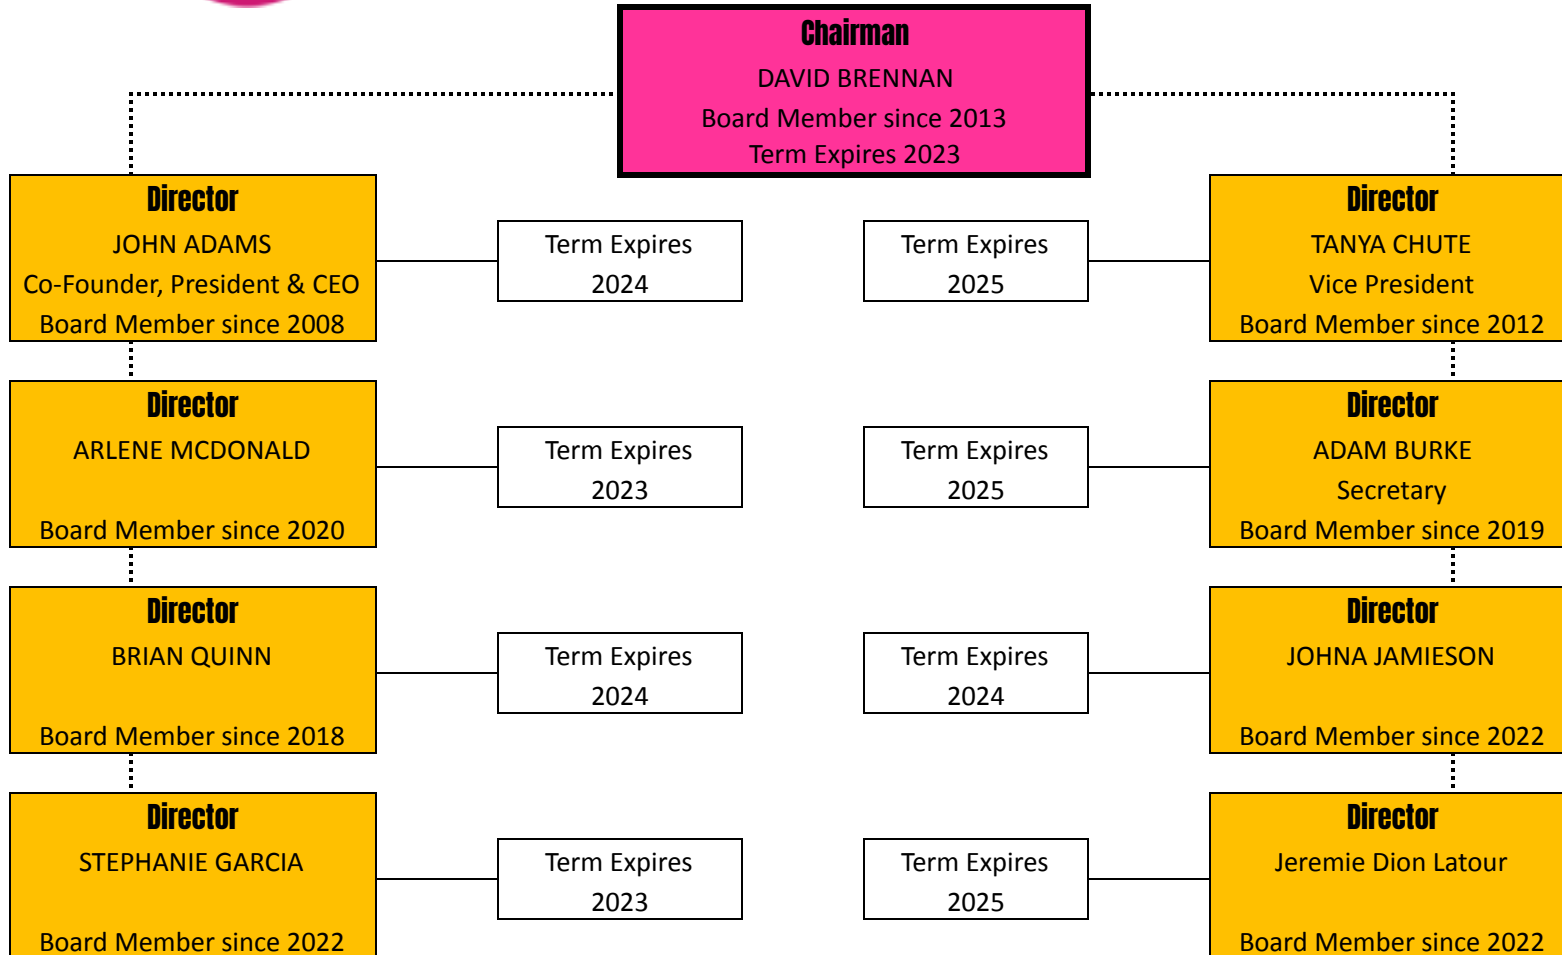 Chairman
DAVID BRENNAN
Board Member since 2013
Term Expires 2023
Director
JOHN ADAMS
Co-Founder, President & CEO
Board Member since 2008
Term Expires
2024
Term Expires
2025
Director
TANYA CHUTE
Vice President
Board Member since 2012
Director
ARLENE MCDONALD
Board Member since 2020
Term Expires
2023
Term Expires
2025
Director
ADAM BURKE
Secretary
Board Member since 2019
Director
BRIAN QUINN
Board Member since 2018
Term Expires
2024
Term Expires
2024
Director
JOHNA JAMIESON
Board Member since 2022
Director
STEPHANIE GARCIA
Board Member since 2022
Term Expires
2023
Term Expires
2025
Director
Jeremie Dion Latour
Board Member since 2022